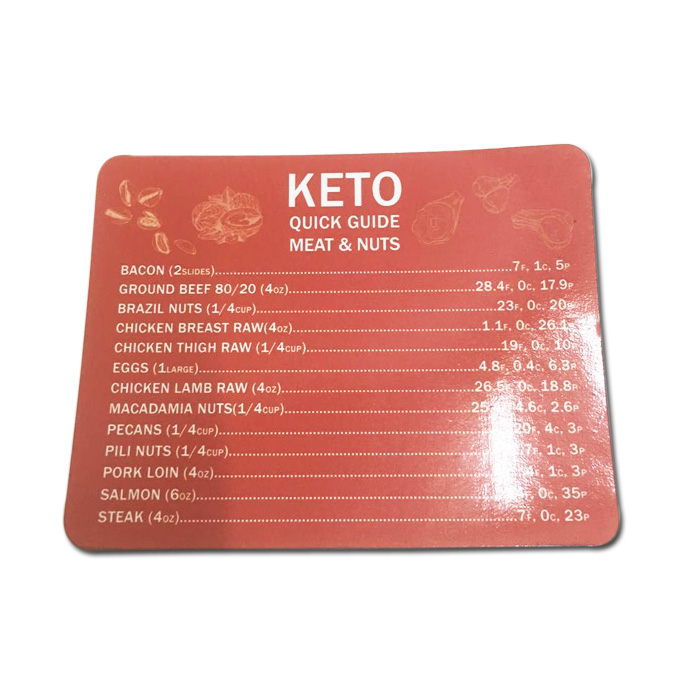 KETO
QUICK GUIDE
MEAT & NUTS
BACON (2SLIDES)..........7F, 1C, 5P
GROUND BEEF 80/20 (4OZ)..........28.4F, 0C, 17.9P
BRAZIL NUTS (1/4CUP)..........23F, 0C, 20P
CHICKEN BREAST RAW(4OZ)..........1.1F, 0C, 26.1P
CHICKEN THIGH RAW (1/4CUP)..........19F, 0C, 10P
EGGS (1LARGE)..........4.8F, 0.4C, 6.3P
CHICKEN LAMB RAW (4OZ)..........26.5F, 0C, 18.8P
MACADAMIA NUTS(1/4CUP)..........4.6C, 2.6P
PECANS (1/4CUP)..........20F, 4C, 3P
PILI NUTS (1/4CUP)..........1C, 3P
PORK LOIN (4OZ)..........1C, 3P
SALMON (6OZ)..........0C, 35P
STEAK (4OZ)..........7F, 0C, 23P